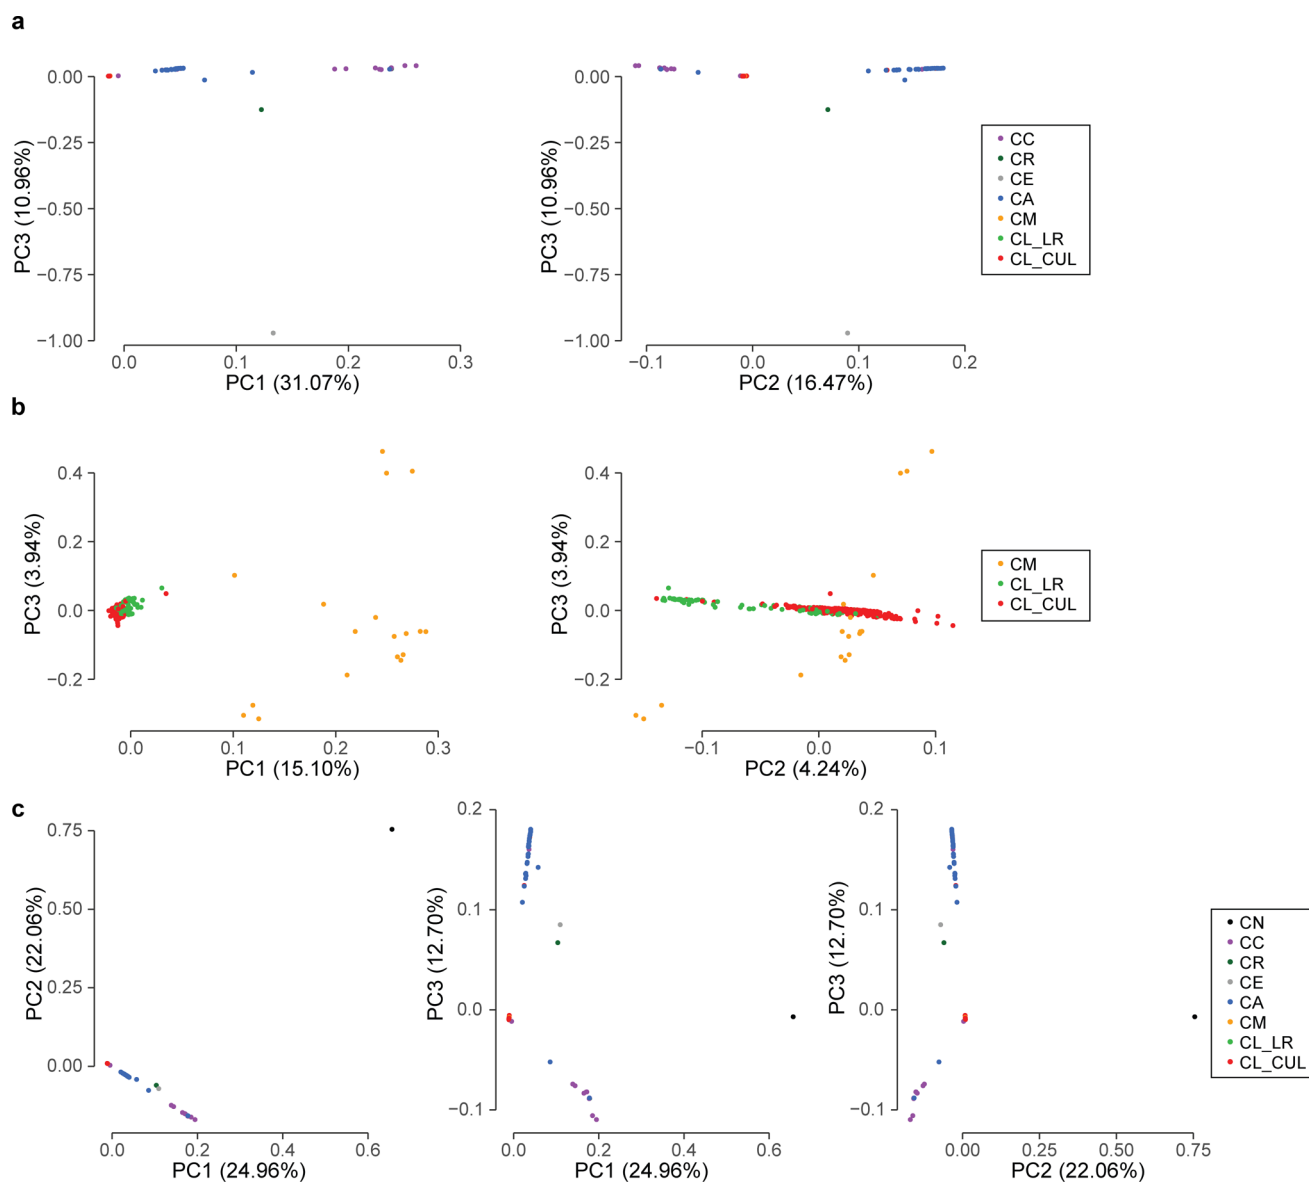 a
0.00
−0.25
−0.50
−0.75
−1.00
PC3 (10.96%)
0.0 0.1 0.2 0.3
PC1 (31.07%)
0.00
−0.25
−0.50
−0.75
−1.00
PC3 (10.96%)
−0.1 0.0 0.1 0.2
PC2 (16.47%)
CC
CR
CE
CA
CM
CL_LR
CL_CUL
b
0.4
0.2
0.0
−0.2
PC3 (3.94%)
0.0 0.1 0.2 0.3
PC1 (15.10%)
0.4
0.2
0.0
−0.2
PC3 (3.94%)
−0.1 0.0 0.1
PC2 (4.24%)
CM
CL_LR
CL_CUL
c
0.75
0.50
0.25
0.00
PC2 (22.06%)
0.0 0.2 0.4 0.6
PC1 (24.96%)
0.2
0.1
0.0
−0.1
PC3 (12.70%)
0.0 0.2 0.4 0.6
PC1 (24.96%)
0.2
0.1
0.0
−0.1
PC3 (12.70%)
0.00 0.25 0.50 0.75
PC2 (22.06%)
CN
CC
CR
CE
CA
CM
CL_LR
CL_CUL